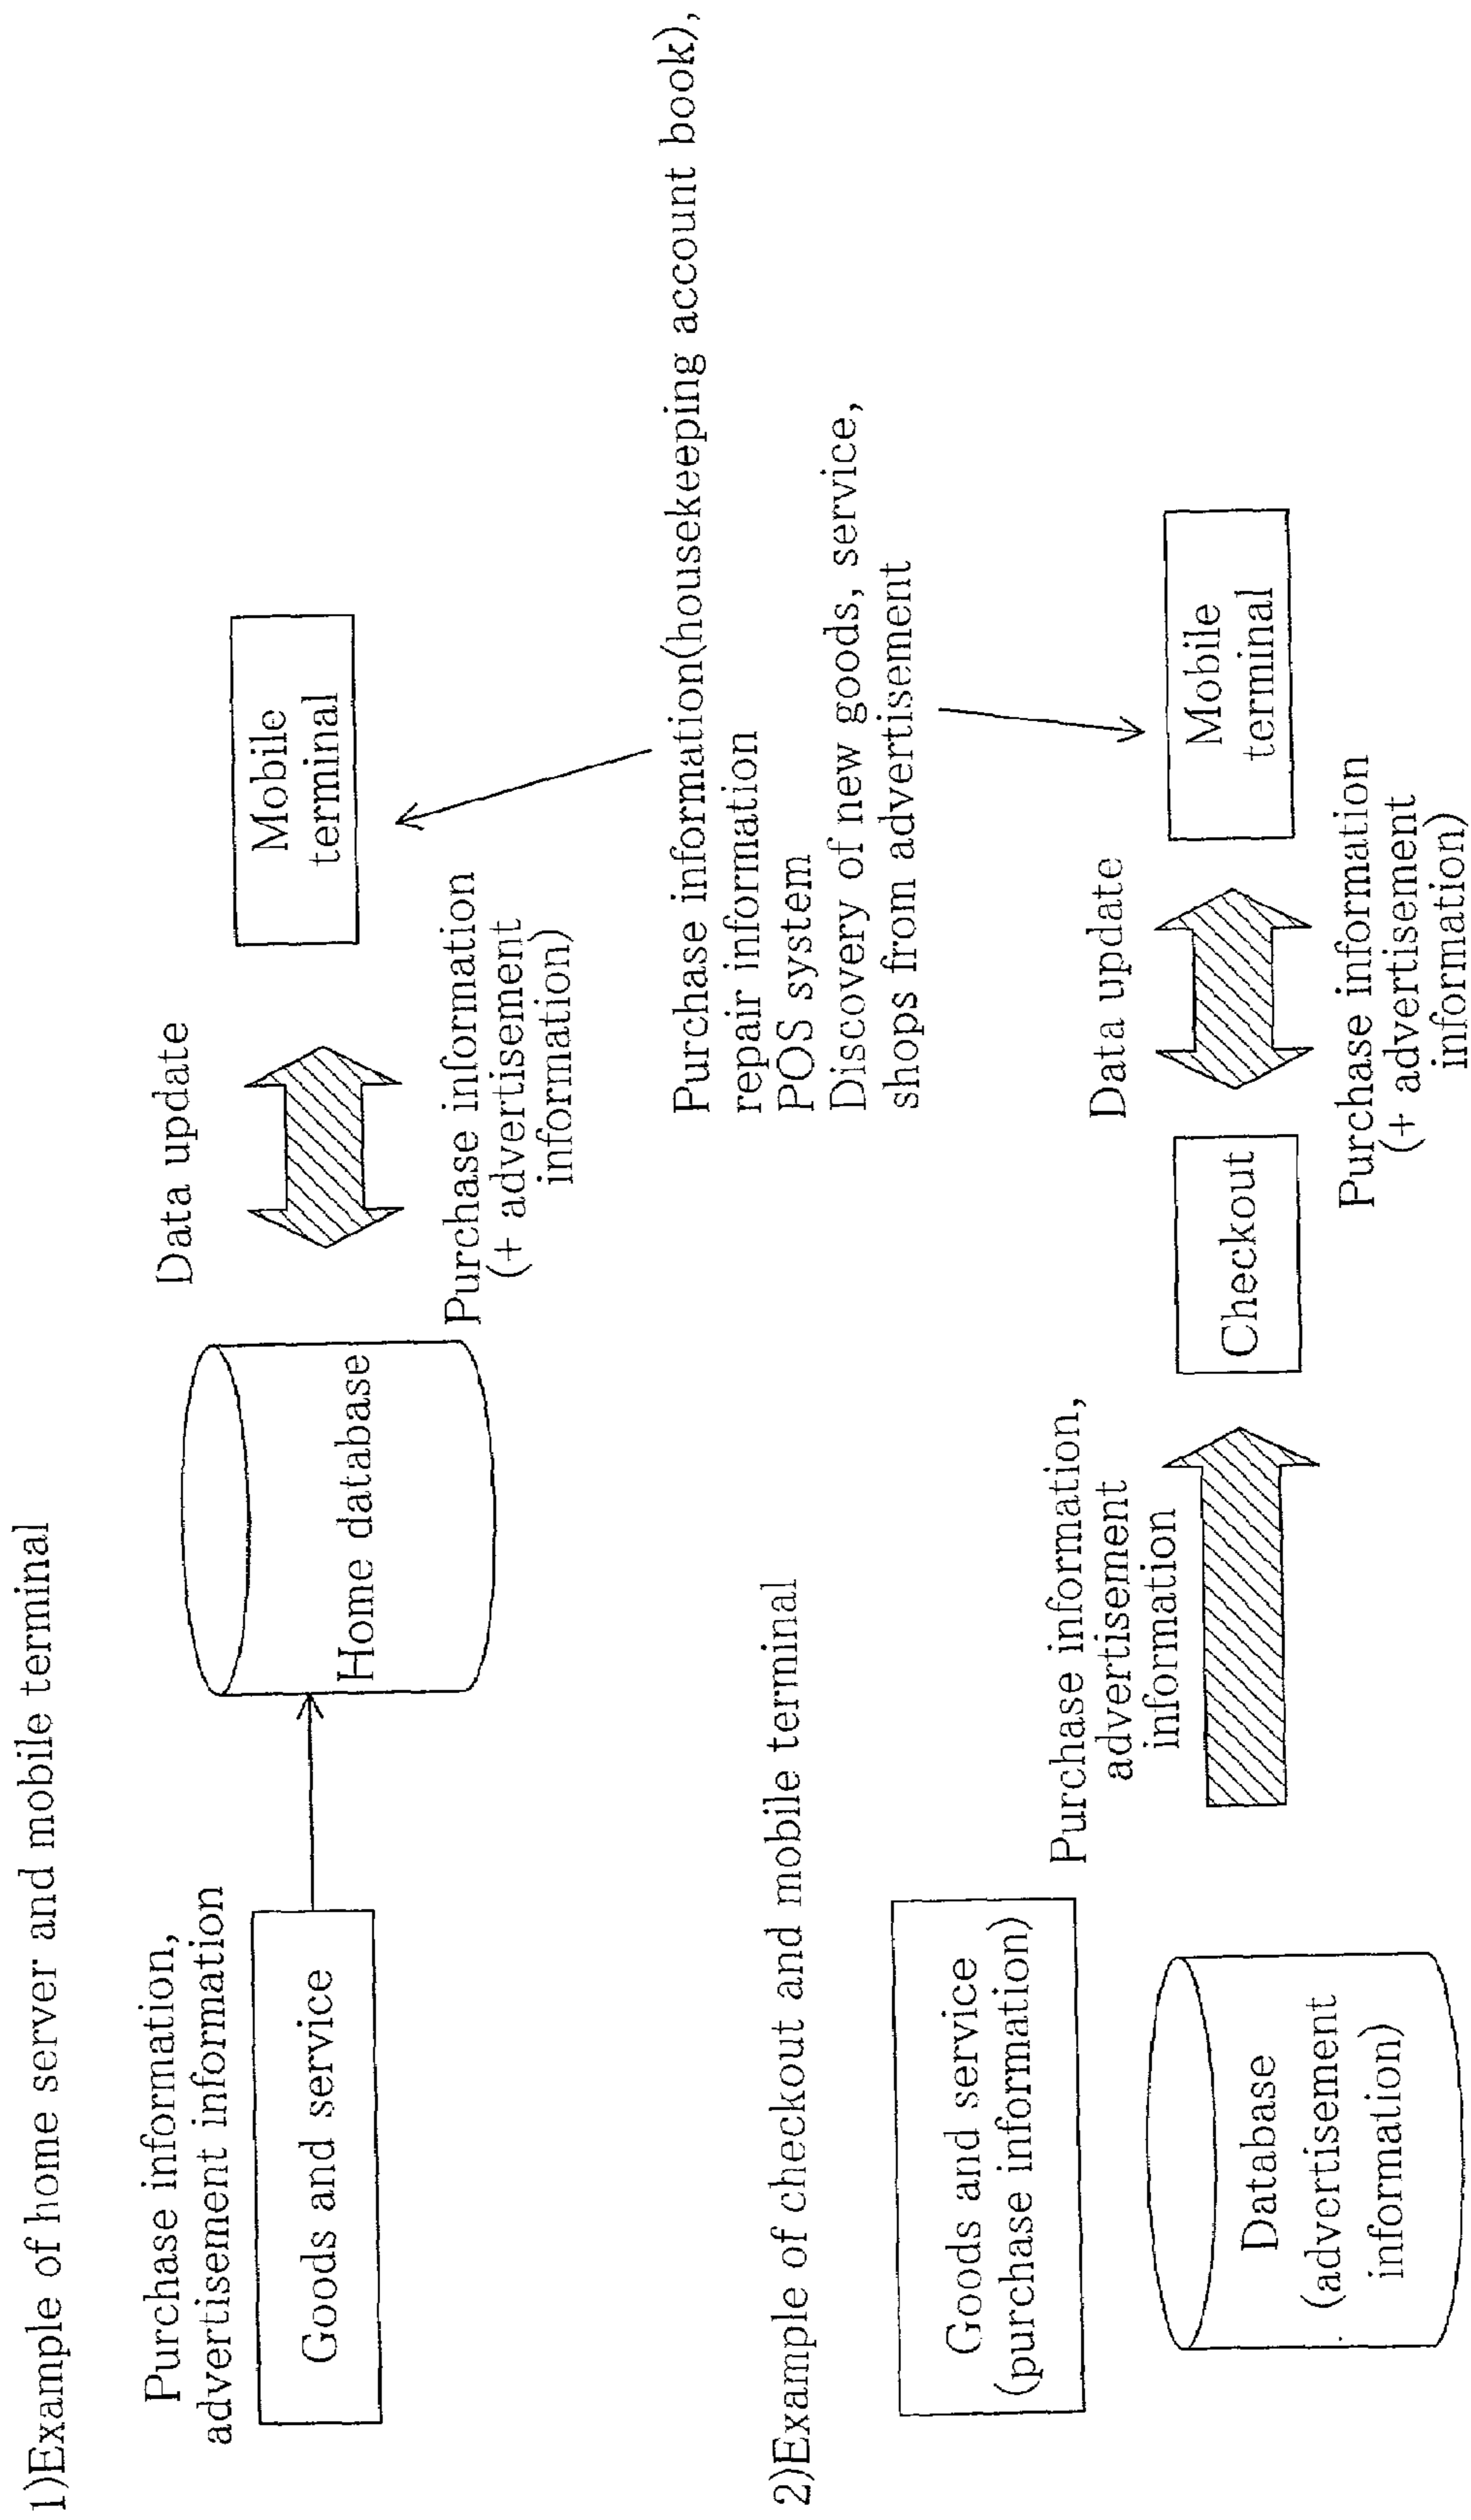 1)Example of home server and mobile terminal
Purchase information,
advertisement information
Goods and service
Home database
Data update
Purchase information
(+ advertisement
information)
Mobile
terminal
Purchase information(housekeeping account book),
repair information
POS system
Discovery of new goods, service,
shops from advertisement
2)Example of checkout and mobile terminal
Goods and service
(purchase information)
Database
(advertisement
information)
Purchase information,
advertisement
information
Checkout
Data update
Purchase information
(+ advertisement
information)
Mobile
terminal